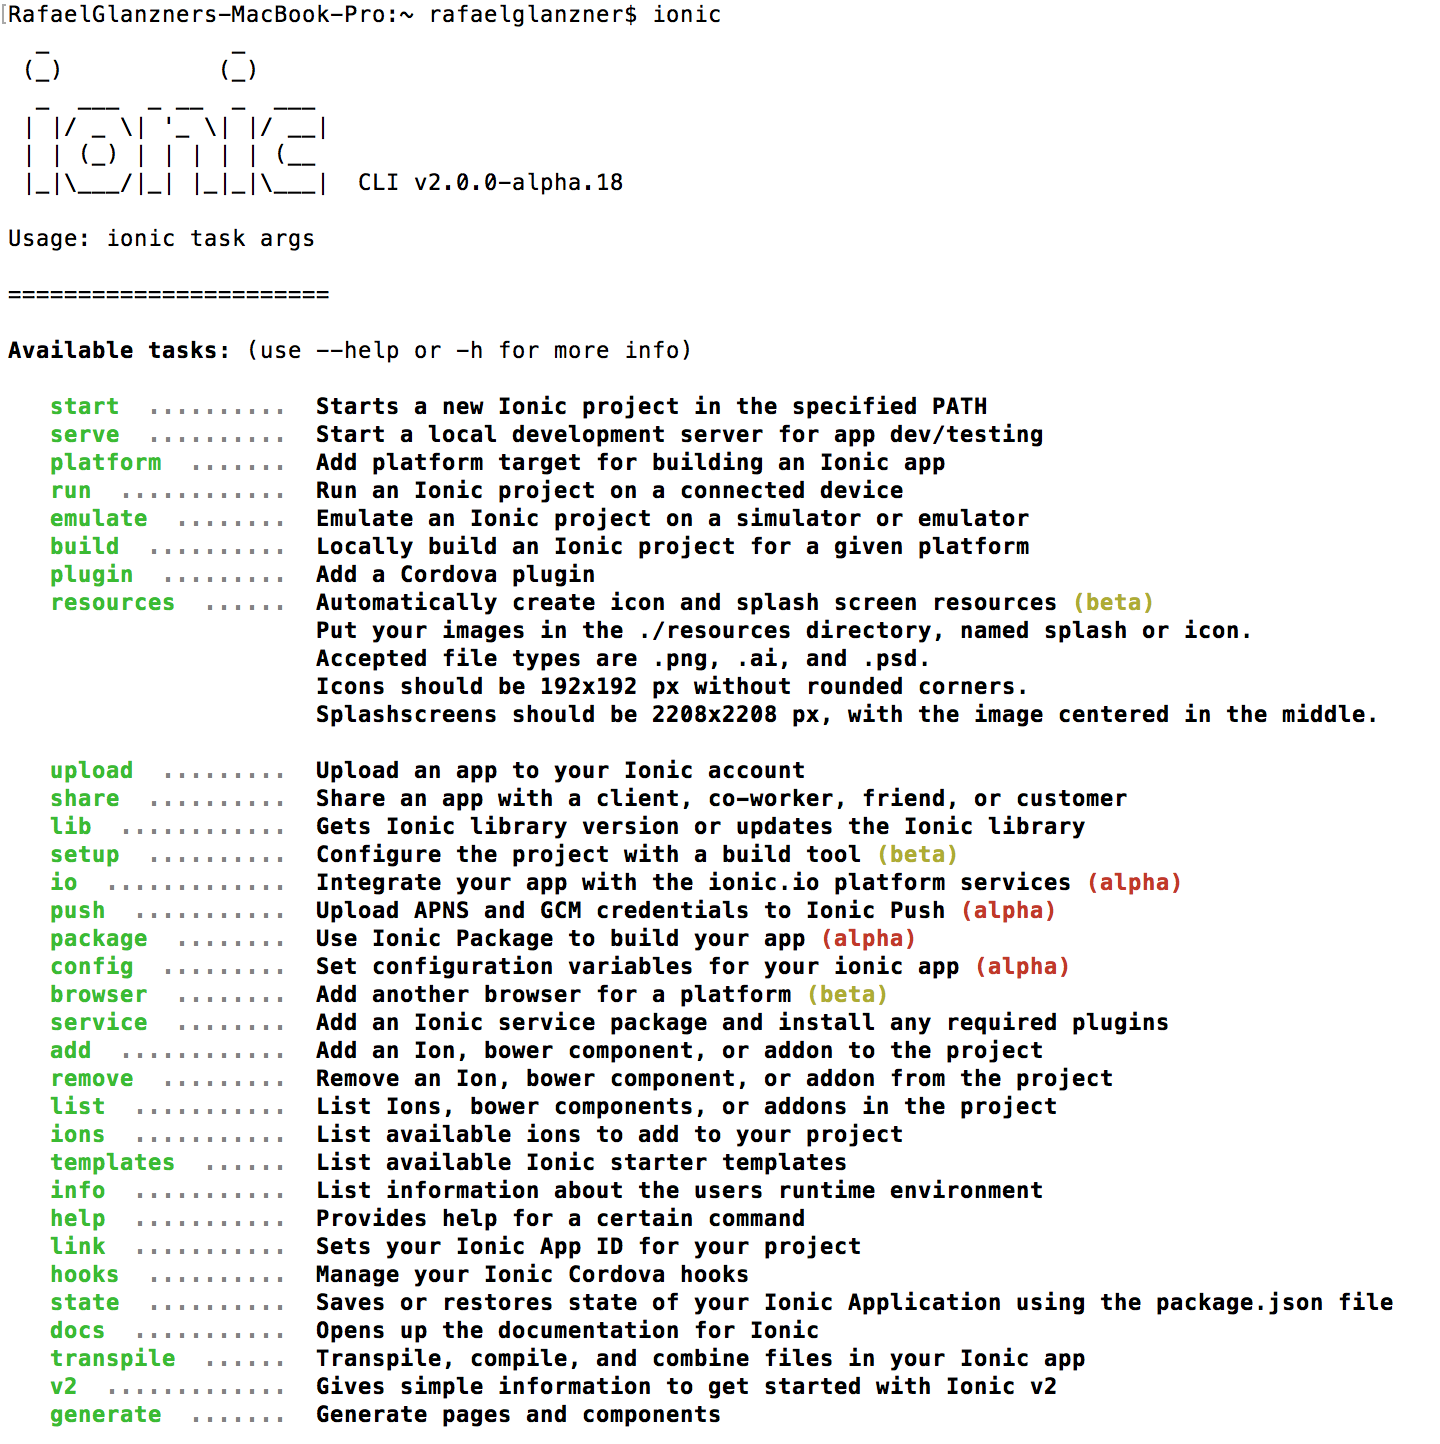 [RafaelGlanzners-MacBook-Pro:~ rafaelglanzner$ ionic
  _             _
 (_)           (_)
  _  ___  _ __  _  ___
 | |/ _ \| '_ \| |/ __|
 | | (_) | | | | | (__
 |_|\___/|_| |_|_|\___|  CLI v2.0.0-alpha.18
Usage: ionic task args
=======================
Available tasks: (use --help or -h for more info)
start .......... Starts a new Ionic project in the specified PATH
serve .......... Start a local development server for app dev/testing
platform ....... Add platform target for building an Ionic app
run ............ Run an Ionic project on a connected device
emulate ........ Emulate an Ionic project on a simulator or emulator
build .......... Locally build an Ionic project for a given platform
plugin ......... Add a Cordova plugin
resources ...... Automatically create icon and splash screen resources (beta)
Put your images in the ./resources directory, named splash or icon.
Accepted file types are .png, .ai, and .psd.
Icons should be 192x192 px without rounded corners.
Splashscreens should be 2208x2208 px, with the image centered in the middle.
upload ......... Upload an app to your Ionic account
share .......... Share an app with a client, co-worker, friend, or customer
lib ............ Gets Ionic library version or updates the Ionic library
setup .......... Configure the project with a build tool (beta)
io ............. Integrate your app with the ionic.io platform services (alpha)
push ........... Upload APNS and GCM credentials to Ionic Push (alpha)
package ........ Use Ionic Package to build your app (alpha)
config ......... Set configuration variables for your ionic app (alpha)
browser ........ Add another browser for a platform (beta)
service ........ Add an Ionic service package and install any required plugins
add ............ Add an Ion, bower component, or addon to the project
remove ......... Remove an Ion, bower component, or addon from the project
list ........... List Ions, bower components, or addons in the project
ions ........... List available ions to add to your project
templates ...... List available Ionic starter templates
info ........... List information about the users runtime environment
help ........... Provides help for a certain command
link ........... Sets your Ionic App ID for your project
hooks .......... Manage your Ionic Cordova hooks
state .......... Saves or restores state of your Ionic Application using the package.json file
docs ........... Opens up the documentation for Ionic
transpile ...... Transpile, compile, and combine files in your Ionic app
v2 ............. Gives simple information to get started with Ionic v2
generate ....... Generate pages and components